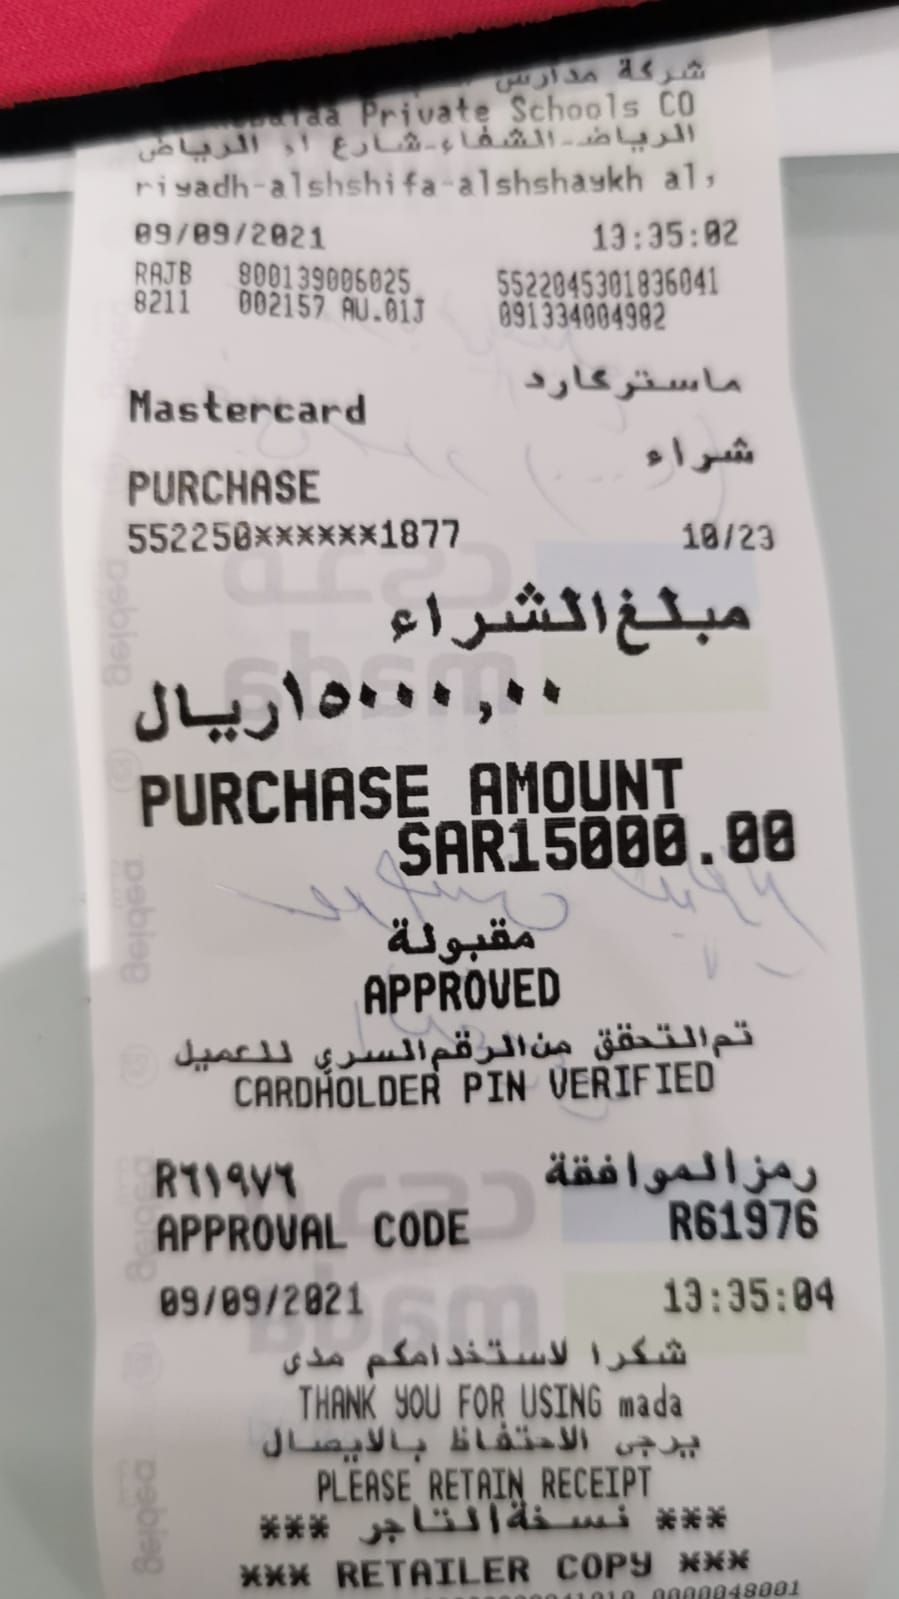 شركة مدارس
Private Schools CO
الرياض-الشفاء-شارع ال الرياض
riyadh-alshshifa-alshshaykh al,
09/09/2021 13:35:02
RAJB 800139006025 5522045301836041
8211 002157 AU.01J 091334004982
ماستركارد
Mastercard
شراء
PURCHASE
552250******1877 10/23
مبلغ الشراء
١٥٠٠٠,٠٠ ريال
PURCHASE AMOUNT
SAR15000.00
مقبولة
APPROVED
تم التحقق من الرقم السري للعميل
CARDHOLDER PIN VERIFIED
رمز الموافقة R٦١٩٧٦
APPROVAL CODE R61976
09/09/2021 13:35:04
شكرا لاستخدامكم مدى
THANK YOU FOR USING mada
يرجى الاحتفاظ بالايصال
PLEASE RETAIN RECEIPT
*** نسخة التاجر ***
*** RETAILER COPY ***
0000048001